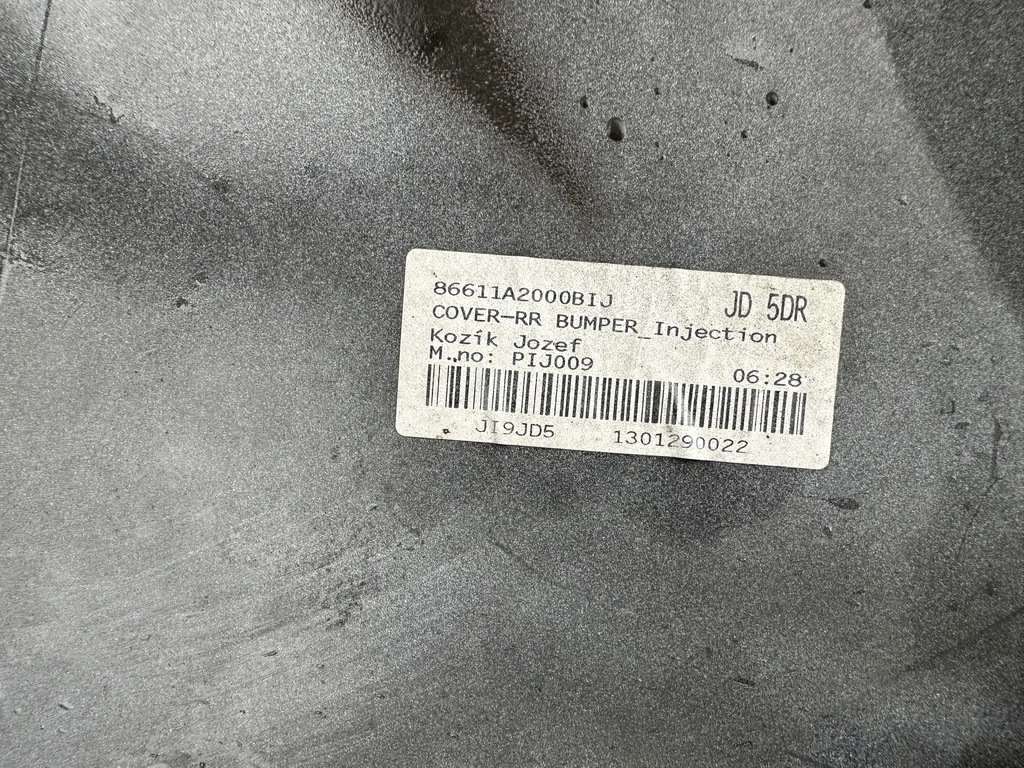 86611A2000BIJ JD 5DR
COVER-RR BUMPER_Injection
Kozík Jozef
M.no: PIJ009 06:28
JI9JD5 1301290022